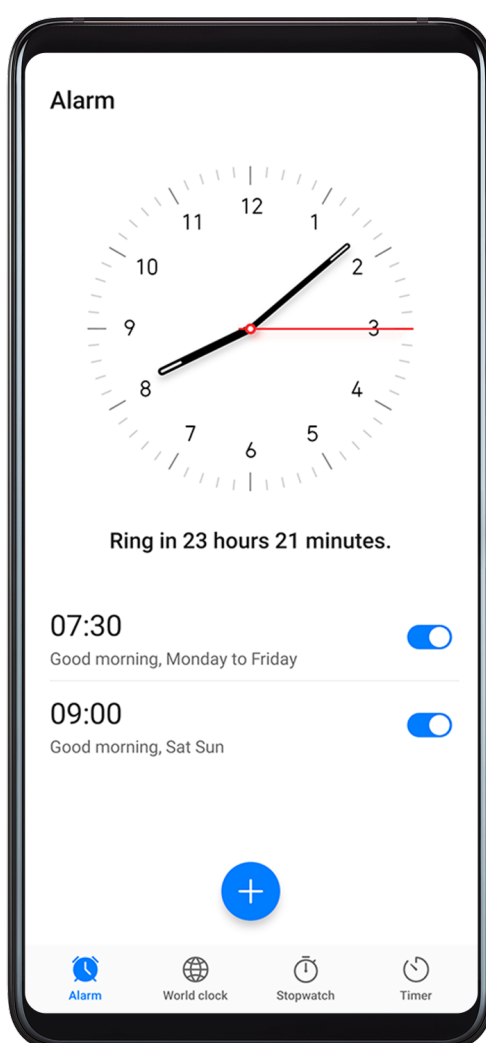 Alarm
12
11 1
10 2
9 3
8 4
7 5
6
Ring in 23 hours 21 minutes.
07:30
Good morning, Monday to Friday
09:00
Good morning, Sat Sun
Alarm World clock Stopwatch Timer